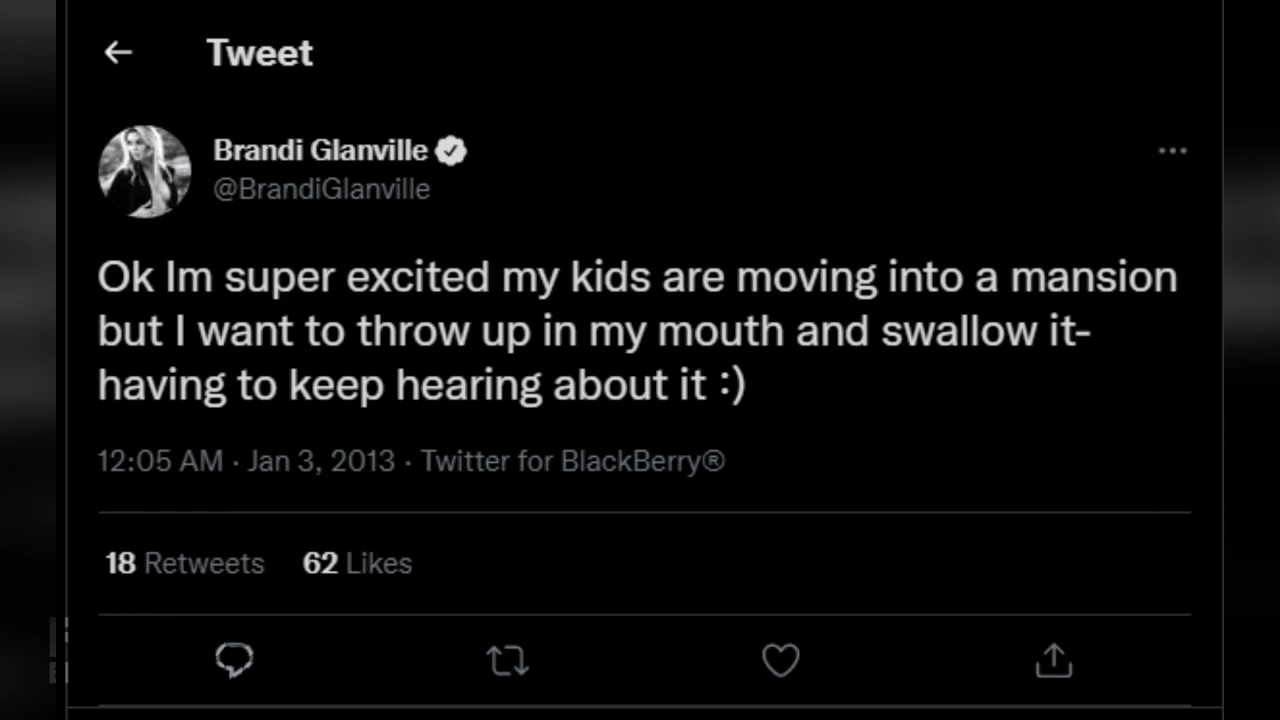 Tweet
Brandi Glanville
@BrandiGlanville
Ok Im super excited my kids are moving into a mansion
but I want to throw up in my mouth and swallow it-
having to keep hearing about it :)
12:05 AM · Jan 3, 2013 · Twitter for BlackBerry®
18 Retweets 62 Likes